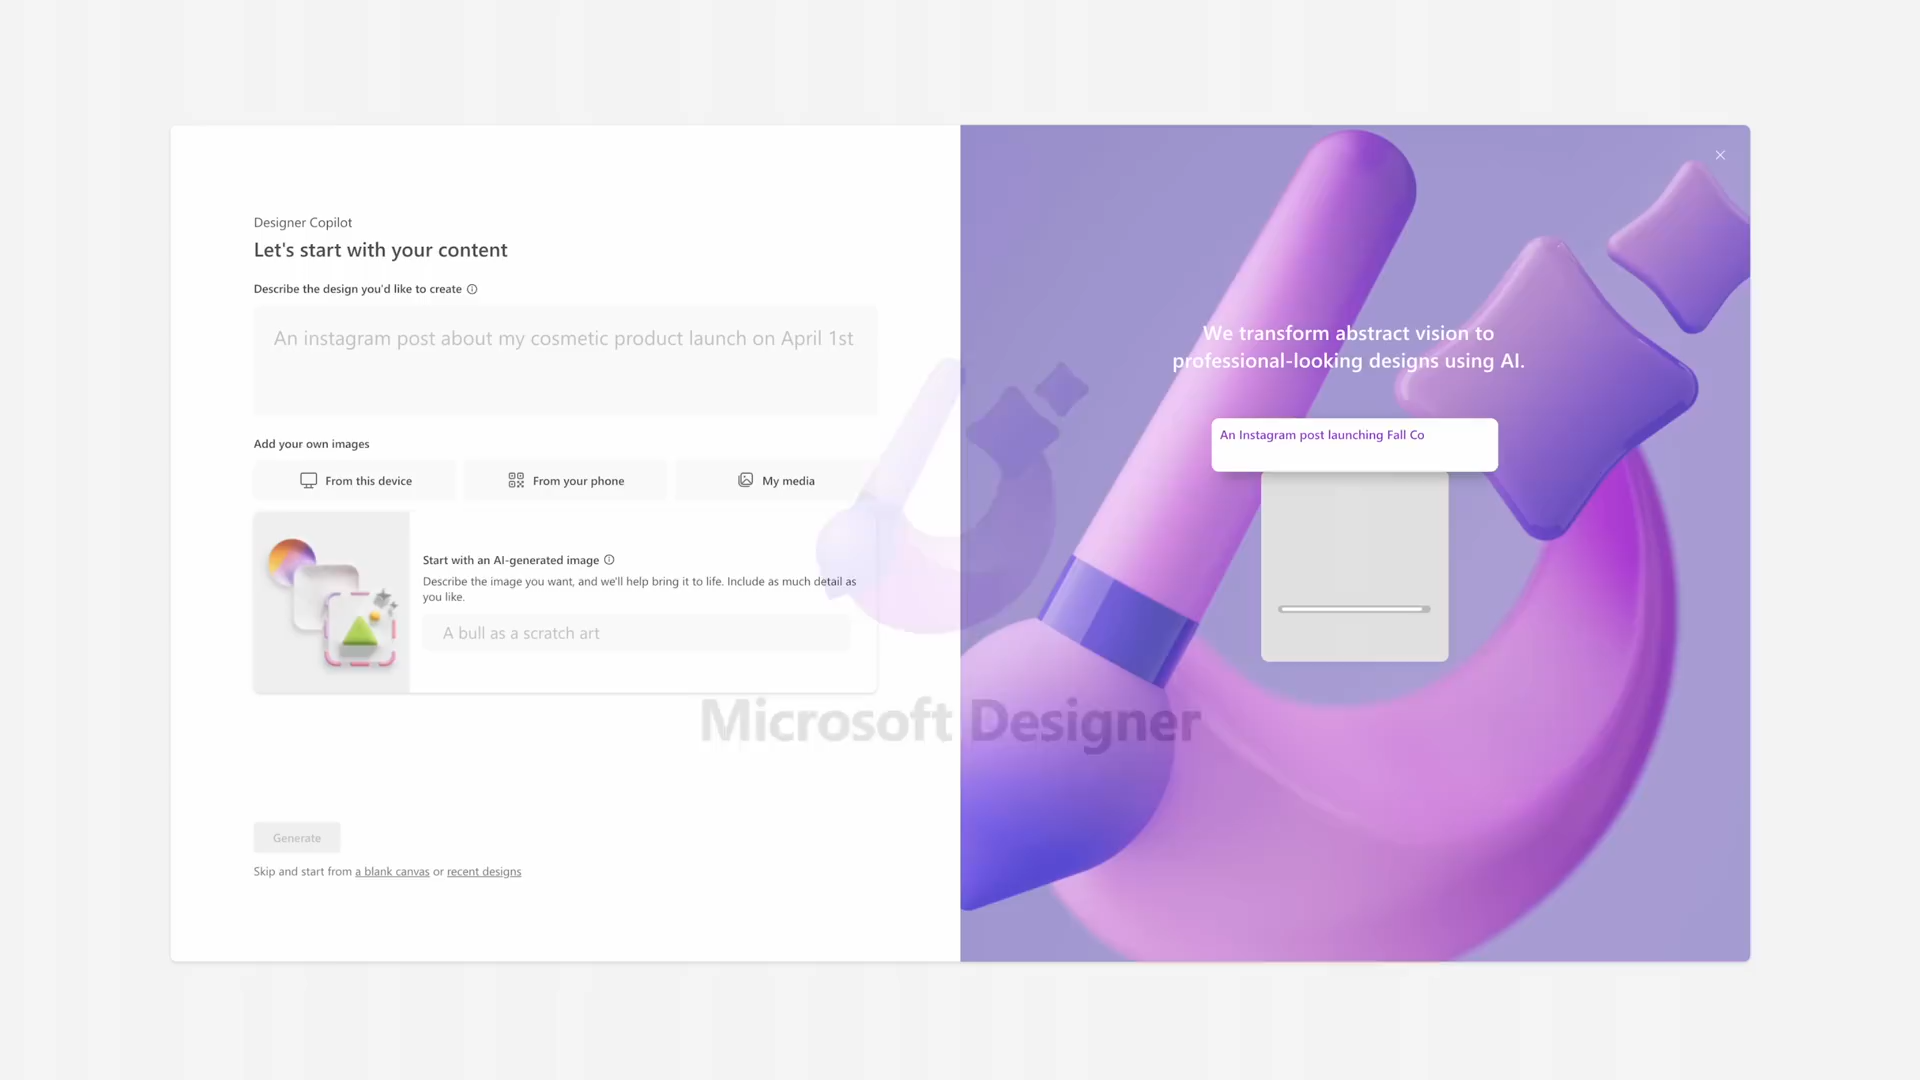 Designer Copilot
Let's start with your content
Describe the design you'd like to create
An instagram post about my cosmetic product launch on April 1st
Add your own images
From this device
From your phone
My media
Start with an AI-generated image
Describe the image you want, and we'll help bring it to life. Include as much detail as
you like.
A bull as a scratch art
Generate
Skip and start from a blank canvas or recent designs
We transform abstract vision to
professional-looking designs using AI.
An Instagram post launching Fall Co
Microsoft Designer